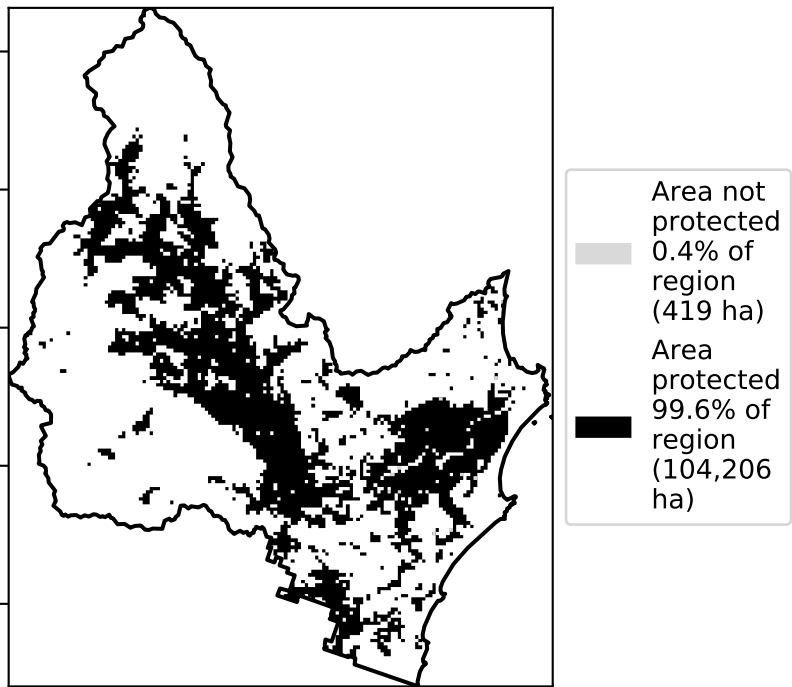 Area not
protected
0.4% of
region
(419 ha)
Area
protected
99.6% of
region
(104,206
ha)